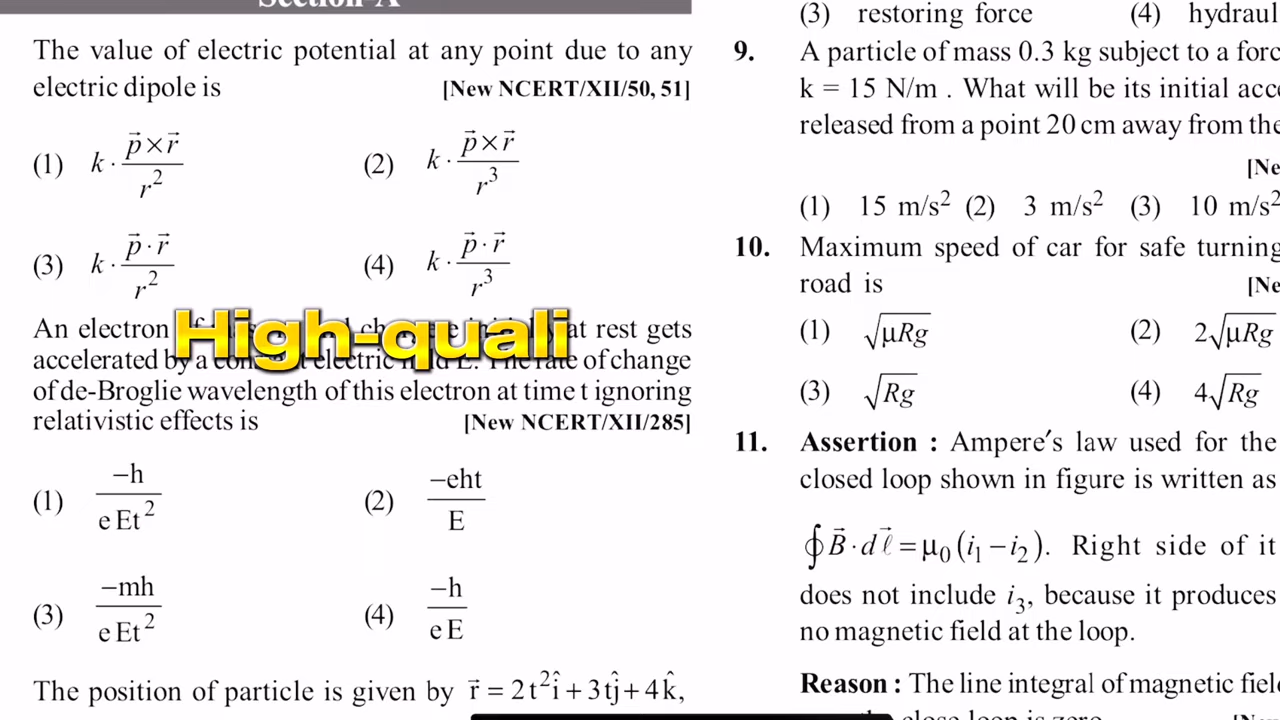 Section-A
The value of electric potential at any point due to any
electric dipole is [New NCERT/XII/50, 51]
(1) k · p⃗ × r⃗ / r² (2) k · p⃗ × r⃗ / r³
(3) k · p⃗ · r⃗ / r² (4) k · p⃗ · r⃗ / r³
High-quali
An electron at rest gets
accelerated by a electric The rate of change
of de-Broglie wavelength of this electron at time t ignoring
relativistic effects is [New NCERT/XII/285]
(1) −h / e Et² (2) −eht / E
(3) −mh / e Et² (4) −h / e E
The position of particle is given by r⃗ = 2t²î + 3tĵ + 4k̂,
(3) restoring force (4) hydraul
9. A particle of mass 0.3 kg subject to a forc
k = 15 N/m . What will be its initial acce
released from a point 20 cm away from the
[Ne
(1) 15 m/s² (2) 3 m/s² (3) 10 m/s²
10. Maximum speed of car for safe turning
road is [Ne
(1) √μRg (2) 2√μRg
(3) √Rg (4) 4√Rg
11. Assertion : Ampere′s law used for the
closed loop shown in figure is written as
∮ B⃗ · dℓ⃗ = μ₀ (i₁ − i₂). Right side of it
does not include i₃, because it produces
no magnetic field at the loop.
Reason : The line integral of magnetic field
close loop is zero.